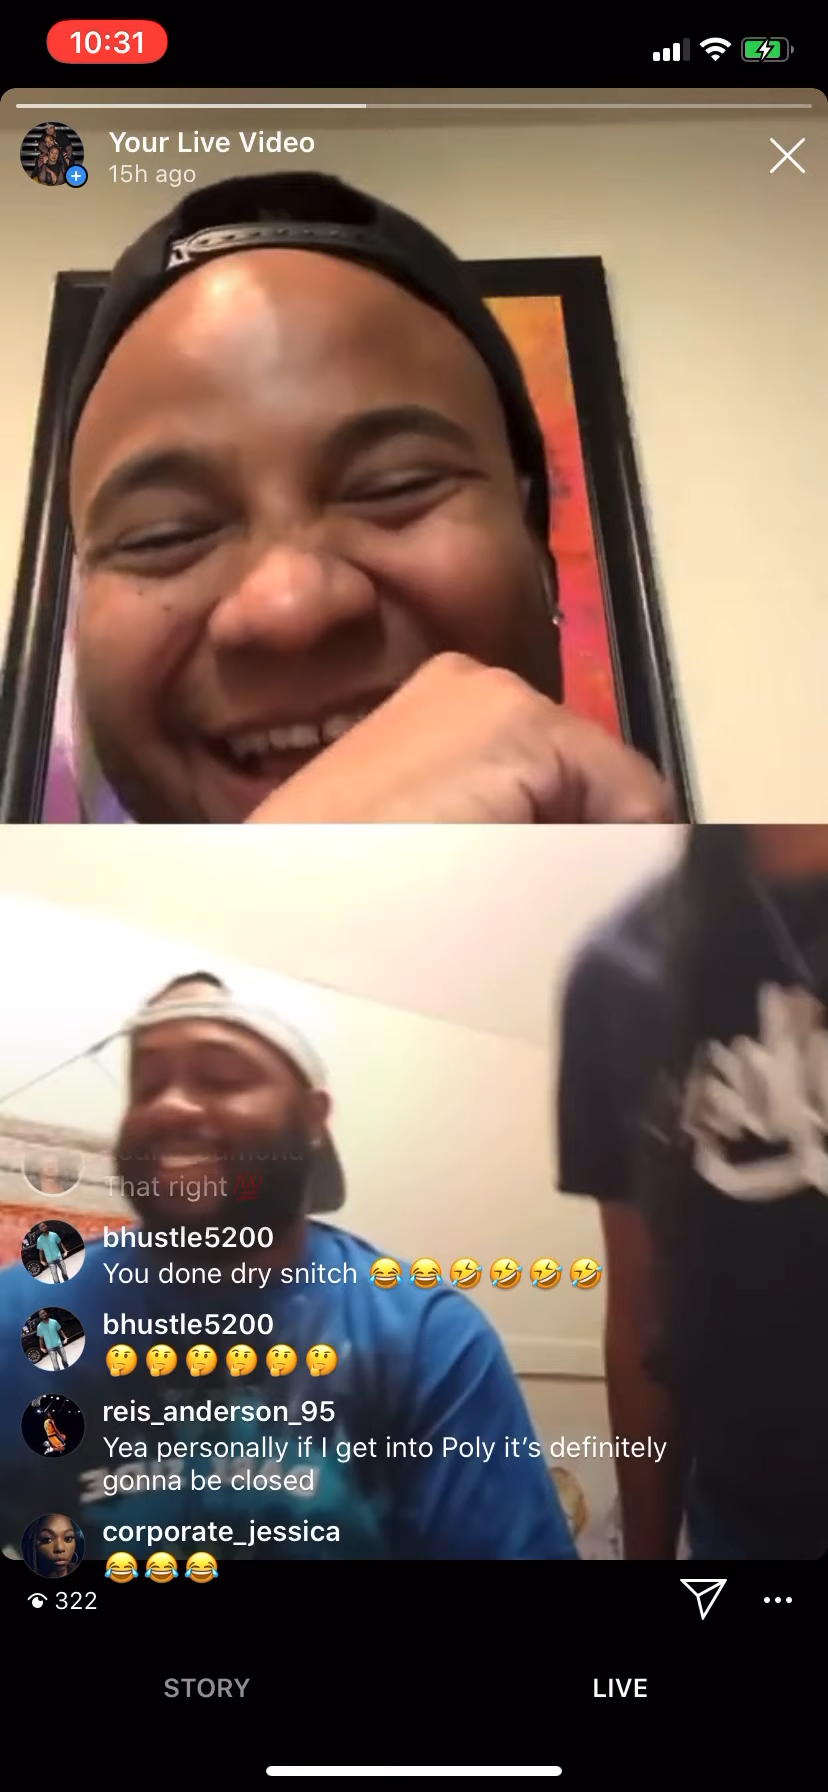 10:31
Your Live Video
15h ago
That right 💯
bhustle5200
You done dry snitch 😂😂🤣🤣🤣🤣
bhustle5200
🤔🤔🤔🤔🤔🤔
reis_anderson_95
Yea personally if I get into Poly it's definitely
gonna be closed
corporate_jessica
😂😂😂
322
STORY
LIVE